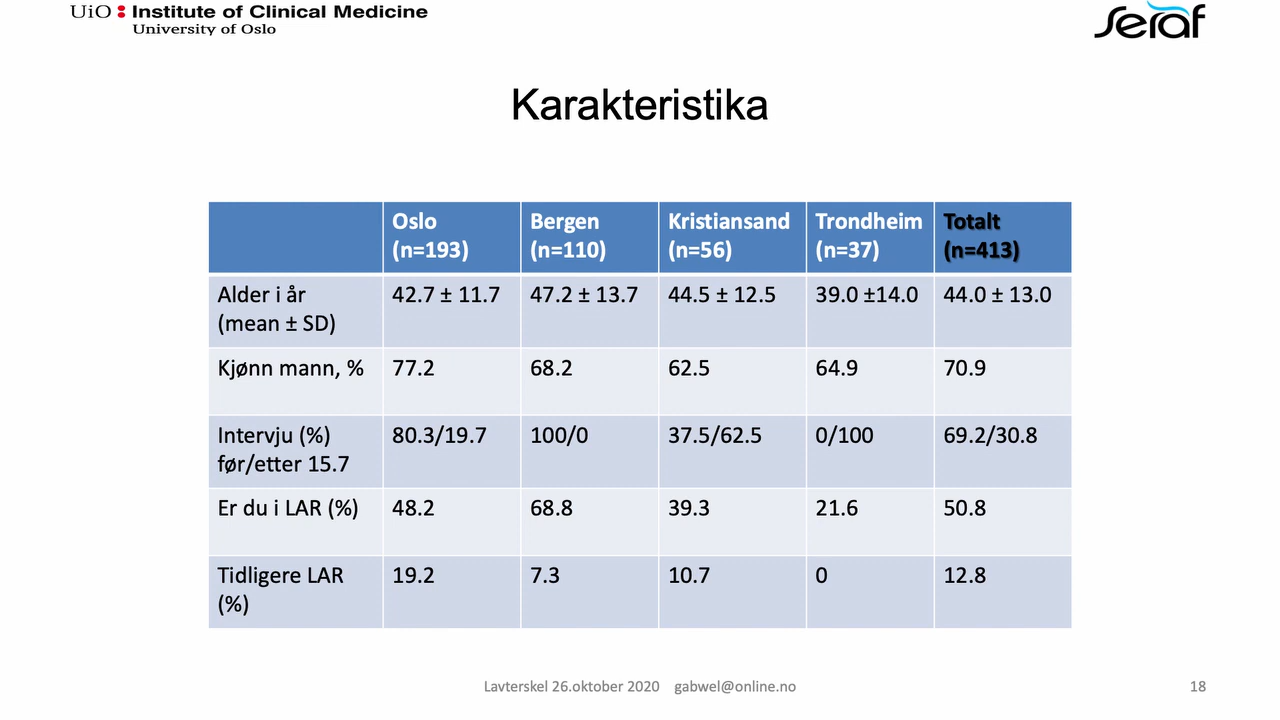 UiO : Institute of Clinical Medicine
University of Oslo
Seraf
Karakteristika
Oslo (n=193) Bergen (n=110) Kristiansand (n=56) Trondheim (n=37) Totalt (n=413)
Alder i år (mean ± SD) 42.7 ± 11.7 47.2 ± 13.7 44.5 ± 12.5 39.0 ±14.0 44.0 ± 13.0
Kjønn mann, % 77.2 68.2 62.5 64.9 70.9
Intervju (%) før/etter 15.7 80.3/19.7 100/0 37.5/62.5 0/100 69.2/30.8
Er du i LAR (%) 48.2 68.8 39.3 21.6 50.8
Tidligere LAR (%) 19.2 7.3 10.7 0 12.8
Lavterskel 26.oktober 2020 gabwel@online.no 18